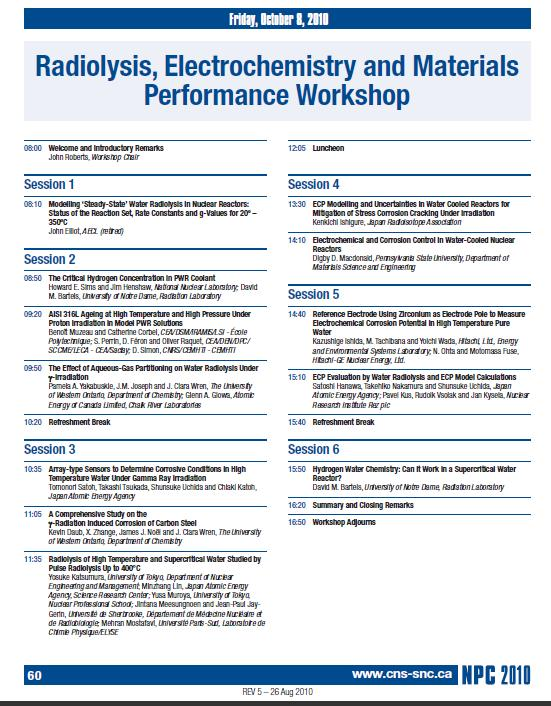 Friday, October 8, 2010
Radiolysis, Electrochemistry and Materials
Performance Workshop
08:00 Welcome and Introductory Remarks
John Roberts, Workshop Chair
Session 1
08:10 Modelling ‘Steady-State’ Water Radiolysis in Nuclear Reactors:
Status of the Reaction Set, Rate Constants and g-Values for 20° –
350°C
John Elliot, AECL (retired)
Session 2
08:50 The Critical Hydrogen Concentration in PWR Coolant
Howard E. Sims and Jim Henshaw, National Nuclear Laboratory; David
M. Bartels, University of Notre Dame, Radiation Laboratory
09:20 AISI 316L Ageing at High Temperature and High Pressure Under
Proton Irradiation in Model PWR Solutions
Benoît Muzeau and Catherine Corbel, CEA/DSM/IRAMIS/LSI - École
Polytechnique; S. Perrin, D. Féron and Oliver Raquet, CEA/DEN/DPC/
SCCME/LECA - CEA/Saclay; D. Simon, CNRS/CEMHTI - CEMHTI
09:50 The Effect of Aqueous-Gas Partitioning on Water Radiolysis Under
γ-Irradiation
Pamela A. Yakabuskie, J.M. Joseph and J. Clara Wren, The University
of Western Ontario, Department of Chemistry; Glenn A. Glowa, Atomic
Energy of Canada Limited, Chalk River Laboratories
10:20 Refreshment Break
Session 3
10:35 Array-type Sensors to Determine Corrosive Conditions in High
Temperature Water Under Gamma Ray Irradiation
Tomonori Satoh, Takashi Tsukada, Shunsuke Uchida and Chiaki Katoh,
Japan Atomic Energy Agency
11:05 A Comprehensive Study on the
γ-Radiation Induced Corrosion of Carbon Steel
Kevin Daub, X. Zhange, James J. Noël and J. Clara Wren, The University
of Western Ontario, Department of Chemistry
11:35 Radiolysis of High Temperature and Supercritical Water Studied by
Pulse Radiolysis Up to 400°C
Yosuke Katsumura, University of Tokyo, Department of Nuclear
Engineering and Management; Mingzhang Lin, Japan Atomic Energy
Agency, Science Research Center; Yusa Muroya, University of Tokyo,
Nuclear Professional School; Jintana Meesungnoen and Jean-Paul Jay-
Gerin, Université de Sherbrooke, Département de Médecine Nucléaire et
de Radiobiologie; Mehran Mostafavi, Université Paris-Sud, Laboratoire de
Chimie Physique/ELYSE
12:05 Luncheon
Session 4
13:30 ECP Modelling and Uncertainties in Water Cooled Reactors for
Mitigation of Stress Corrosion Cracking Under Irradiation
Kenkichi Ishigure, Japan Radioisotope Association
14:10 Electrochemical and Corrosion Control in Water-Cooled Nuclear
Reactors
Digby D. Macdonald, Pennsylvania State University, Department of
Materials Science and Engineering
Session 5
14:40 Reference Electrode Using Zirconium as Electrode Pole to Measure
Electrochemical Corrosion Potential in High Temperature Pure
Water
Kazushige Ishida, M. Tachibana and Yoichi Wada, Hitachi, Ltd., Energy
and Environmental Systems Laboratory; N. Ohta and Motomasa Fuse,
Hitachi-GE Nuclear Energy, Ltd.
15:10 ECP Evaluation by Water Radiolysis and ECP Model Calculations
Satoshi Hanawa, Takehiko Nakamura and Shunsuke Uchida, Japan
Atomic Energy Agency; Pavel Kus, Rudolk Vsolak and Jan Kysela, Nuclear
Research Institute Rez plc
15:40 Refreshment Break
Session 6
15:50 Hydrogen Water Chemistry: Can it Work in a Supercritical Water
Reactor?
David M. Bartels, University of Notre Dame, Radiation Laboratory
16:20 Summary and Closing Remarks
16:50 Workshop Adjourns
60
www.cns-snc.ca NPC 2010
REV 5 – 26 Aug 2010